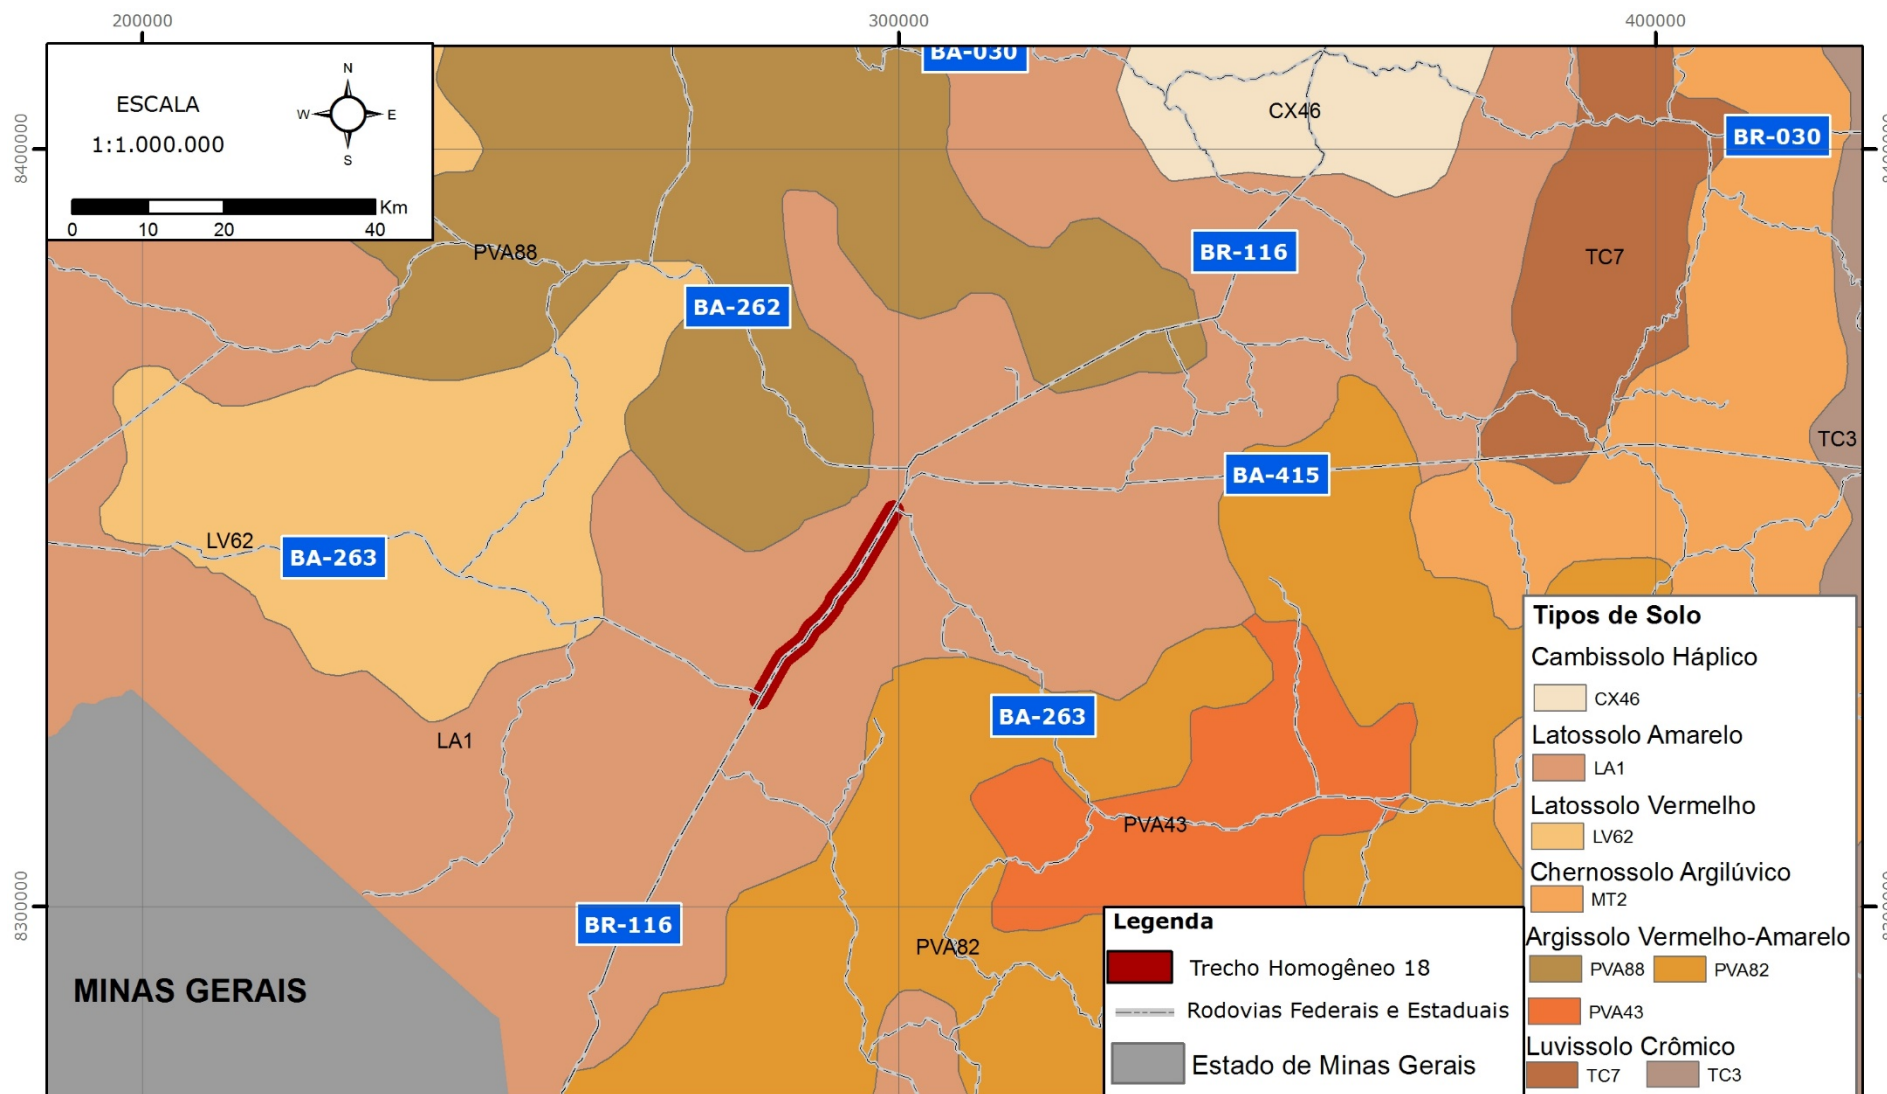 200000
300000
400000
BA-030
ESCALA
1:1.000.000
N
W
E
S
Km
0
10
20
40
8400000
8400000
CX46
BR-030
PVA88
BR-116
TC7
BA-262
TC3
BA-415
LV62
BA-263
LA1
BA-263
PVA43
8300000
8300000
BR-116
PVA82
MINAS GERAIS
Legenda
Trecho Homogêneo 18
Rodovias Federais e Estaduais
Estado de Minas Gerais
Tipos de Solo
Cambissolo Háplico
CX46
Latossolo Amarelo
LA1
Latossolo Vermelho
LV62
Chernossolo Argilúvico
MT2
Argissolo Vermelho-Amarelo
PVA88
PVA82
PVA43
Luvissolo Crômico
TC7
TC3